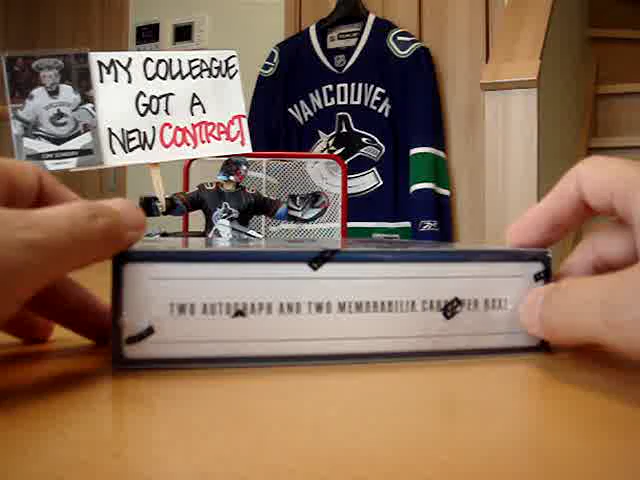 MY COLLEAGUE
GOT A
NEW CONTRACT
VANCOUVER
TWO AUTOGRAPH AND TWO MEMORABILIA CARDS PER BOX!